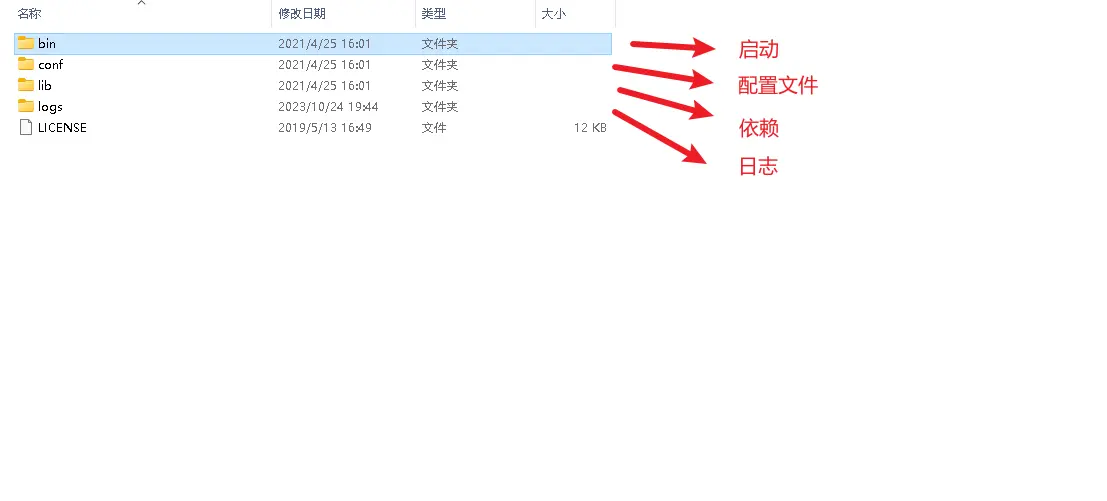 名称 修改日期 类型 大小
bin 2021/4/25 16:01 文件夹 启动
conf 2021/4/25 16:01 文件夹 配置文件
lib 2021/4/25 16:01 文件夹 依赖
logs 2023/10/24 19:44 文件夹 日志
LICENSE 2019/5/13 16:49 文件 12 KB